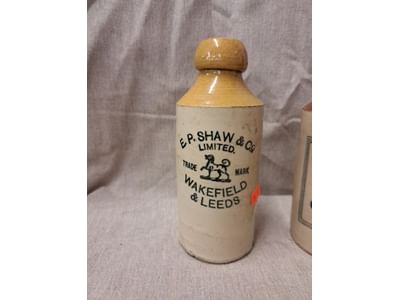 E. P. SHAW & Co
LIMITED.
TRADE MARK
WAKEFIELD
& LEEDS